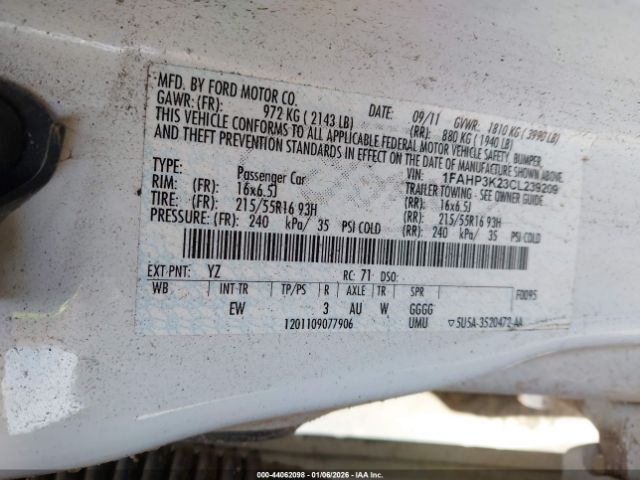 MFD. BY FORD MOTOR CO.
DATE: 09/11 GVWR: 1810 KG ( 3990 LB)
GAWR: (FR): 972 KG ( 2143 LB) (RR): 880 KG ( 1940 LB)
THIS VEHICLE CONFORMS TO ALL APPLICABLE FEDERAL MOTOR VEHICLE SAFETY, BUMPER,
AND THEFT PREVENTION STANDARDS IN EFFECT ON THE DATE OF MANUFACTURE SHOWN ABOVE.
VIN: 1FAHP3K23CL239209
TYPE: Passenger Car TRAILER TOWING - SEE OWNER GUIDE
RIM: (FR): 16x6.5J (RR): 16x6.5J
TIRE: (FR): 215/55R16 93H (RR): 215/55R16 93H
PRESSURE: (FR): 240 kPa/ 35 PSI COLD (RR): 240 kPa/ 35 PSI COLD
EXT PNT: YZ RC: 71 DSO:
WB INT TR TP/PS R AXLE TR SPR F0095
EW 3 AU W GGGG
1201109077906 UMU ▽5U5A-3520472-AA
000-44062098 - 01/06/2026 - IAA Inc.